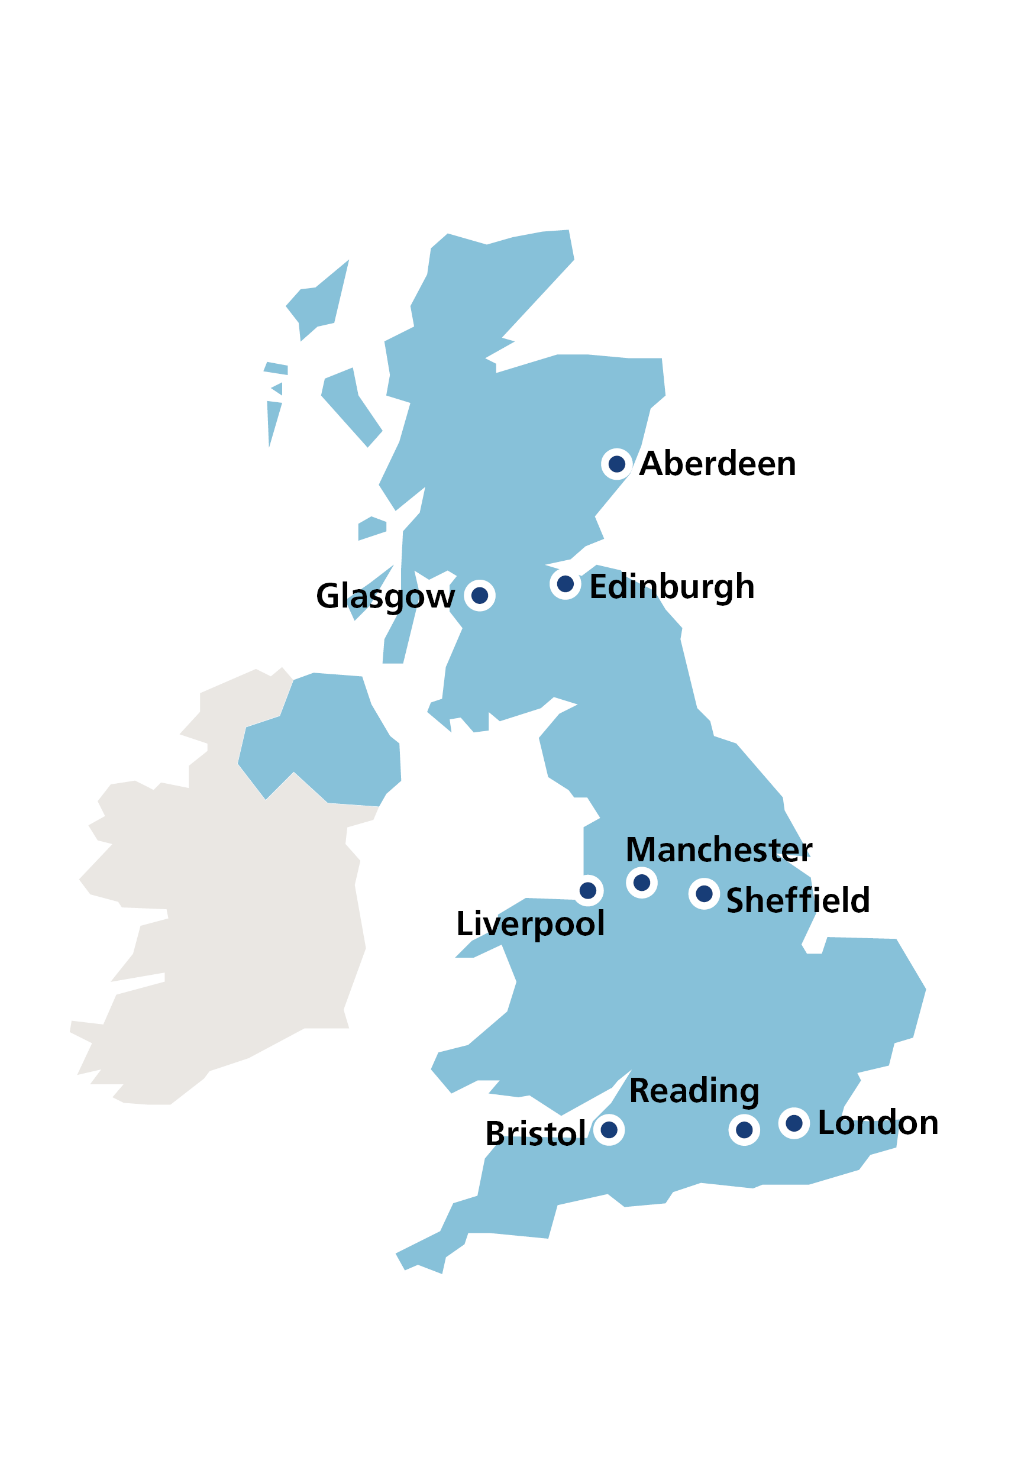 Aberdeen
Edinburgh
Glasgow
Manchester
Sheffield
Liverpool
Reading
London
Bristol